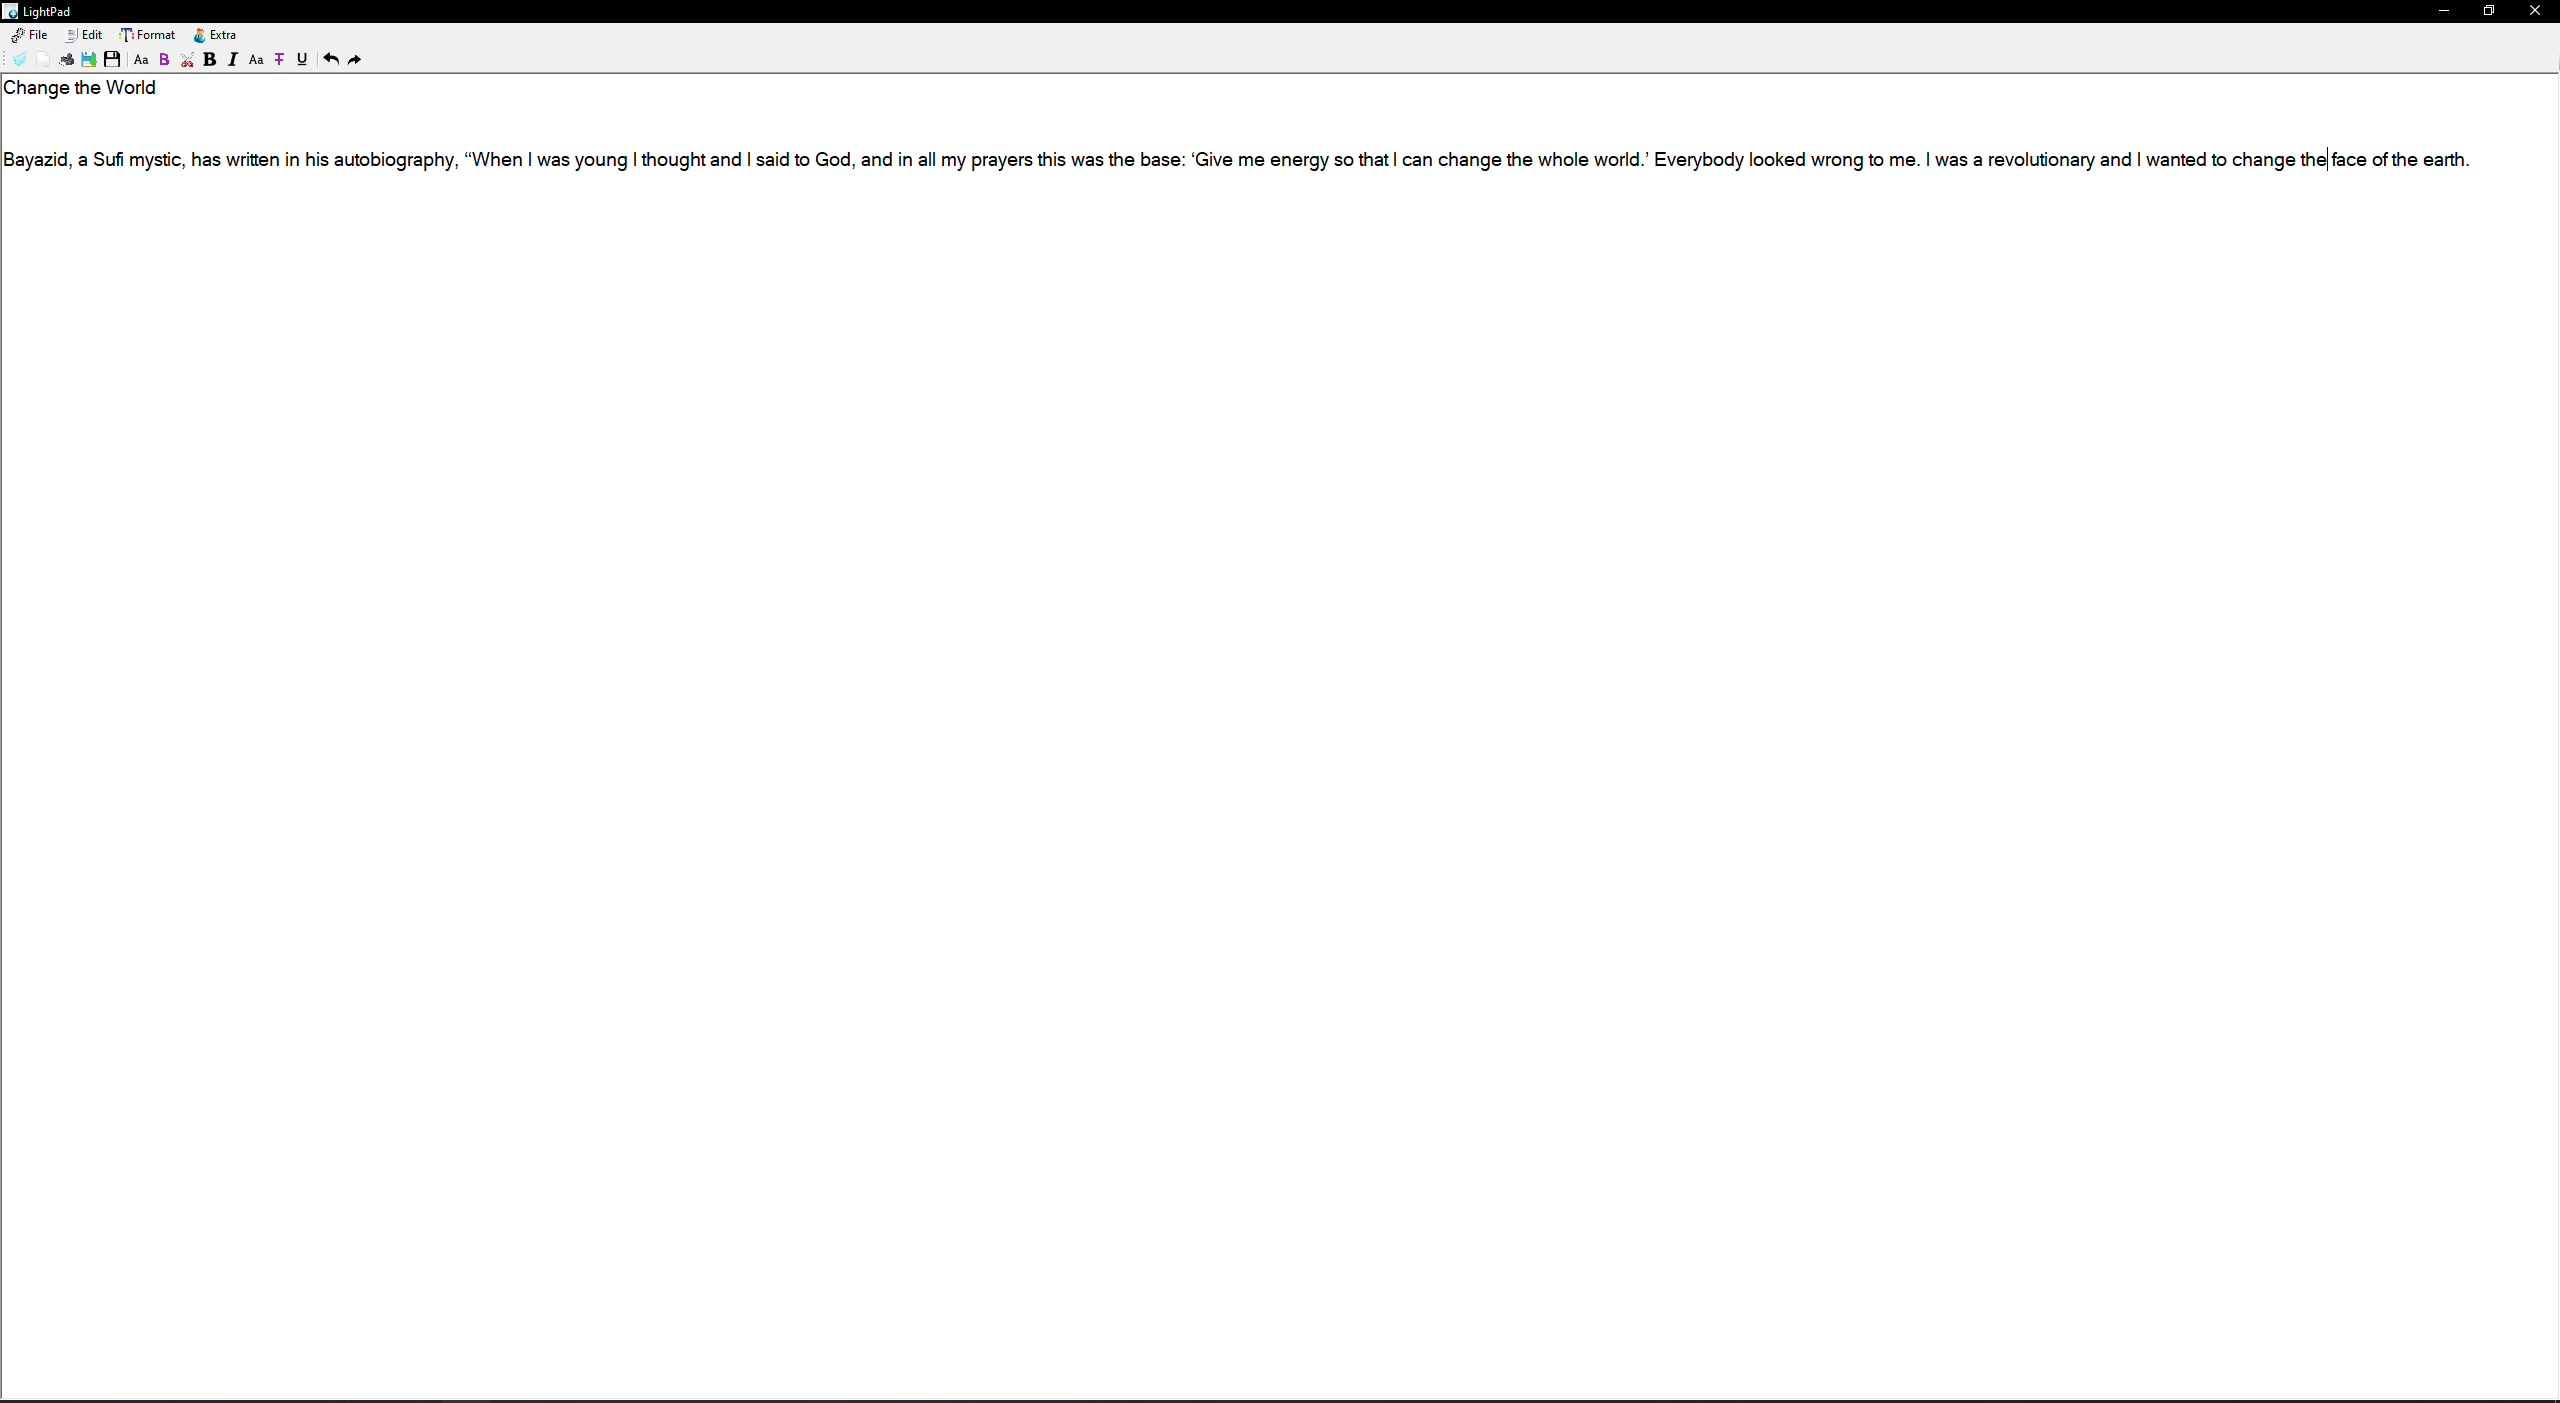 LightPad
File Edit Format Extra
Aa B B I Aa T U
Change the World
Bayazid, a Sufi mystic, has written in his autobiography, “When I was young I thought and I said to God, and in all my prayers this was the base: ‘Give me energy so that I can change the whole world.’ Everybody looked wrong to me. I was a revolutionary and I wanted to change the face of the earth.